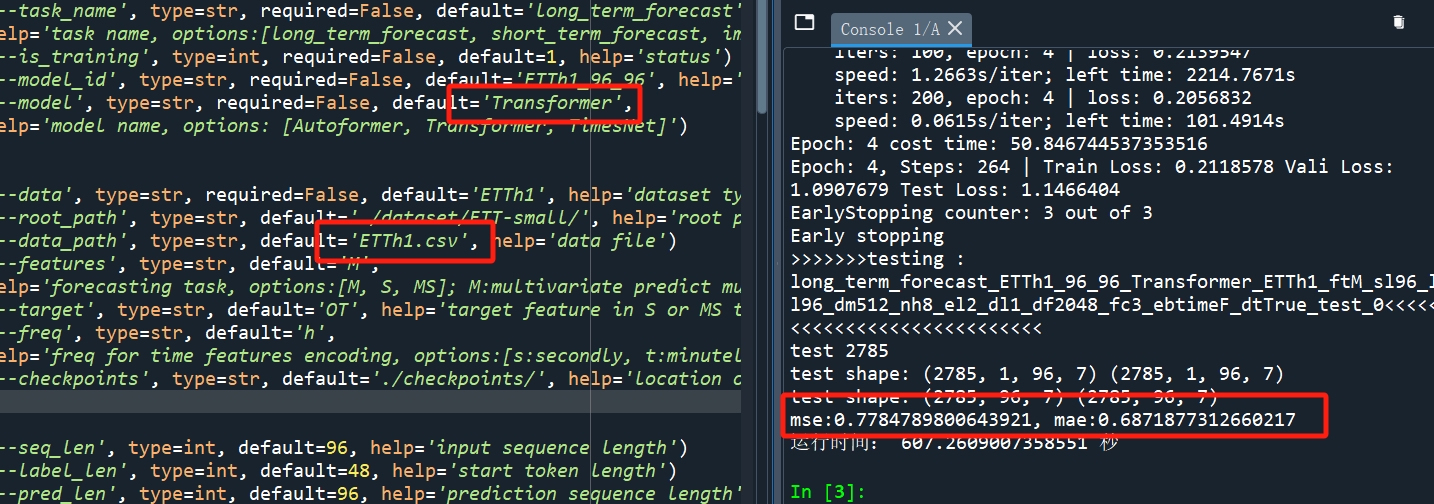 --task_name', type=str, required=False, default='long_term_forecast'
elp='task name, options:[long_term_forecast, short_term_forecast, im
--is_training', type=int, required=False, default=1, help='status')
--model_id', type=str, required=False, default='ETTh1_96_96', help='
--model', type=str, required=False, default='Transformer',
elp='model name, options: [Autoformer, Transformer, TimesNet]')
--data', type=str, required=False, default='ETTh1', help='dataset ty
--root_path', type=str, default='./dataset/ETT-small/', help='root p
--data_path', type=str, default='ETTh1.csv', help='data file')
--features', type=str, default='M',
elp='forecasting task, options:[M, S, MS]; M:multivariate predict mu
--target', type=str, default='OT', help='target feature in S or MS t
--freq', type=str, default='h',
elp='freq for time features encoding, options:[s:secondly, t:minutel
--checkpoints', type=str, default='./checkpoints/', help='location o
--seq_len', type=int, default=96, help='input sequence length')
--label_len', type=int, default=48, help='start token length')
--pred_len', type=int, default=96, help='prediction sequence length'
Console 1/A
iters: 100, epoch: 4 | loss: 0.2159547
speed: 1.2663s/iter; left time: 2214.7671s
iters: 200, epoch: 4 | loss: 0.2056832
speed: 0.0615s/iter; left time: 101.4914s
Epoch: 4 cost time: 50.846744537353516
Epoch: 4, Steps: 264 | Train Loss: 0.2118578 Vali Loss:
1.0907679 Test Loss: 1.1466404
EarlyStopping counter: 3 out of 3
Early stopping
>>>>>>>testing :
long_term_forecast_ETTh1_96_96_Transformer_ETTh1_ftM_sl96_l
l96_dm512_nh8_el2_dl1_df2048_fc3_ebtimeF_dtTrue_test_0<<<<<
<<<<<<<<<<<<<<<<<<<<<<<
test 2785
test shape: (2785, 1, 96, 7) (2785, 1, 96, 7)
test shape: (2785, 96, 7) (2785, 96, 7)
mse:0.7784789800643921, mae:0.6871877312660217
运行时间： 607.2609007358551 秒
In [3]: